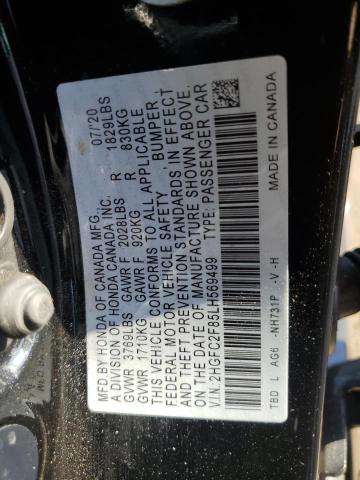 MFD BY HONDA OF CANADA MFG. 07/'20
A DIVISION OF HONDA CANADA INC.
GVWR 3769LBS GAWR F 2028LBS R 1829LBS
GVWR 1710KG GAWR F 920KG R 830KG
THIS VEHICLE CONFORMS TO ALL APPLICABLE
FEDERAL MOTOR VEHICLE SAFETY, BUMPER,
AND THEFT PREVENTION STANDARDS IN EFFECT
ON THE DATE OF MANUFACTURE SHOWN ABOVE.
V.I.N.:2HGFC2F89LH569499 TYPE: PASSENGER CAR
TBD L AG6 - NH731P -V-H MADE IN CANADA